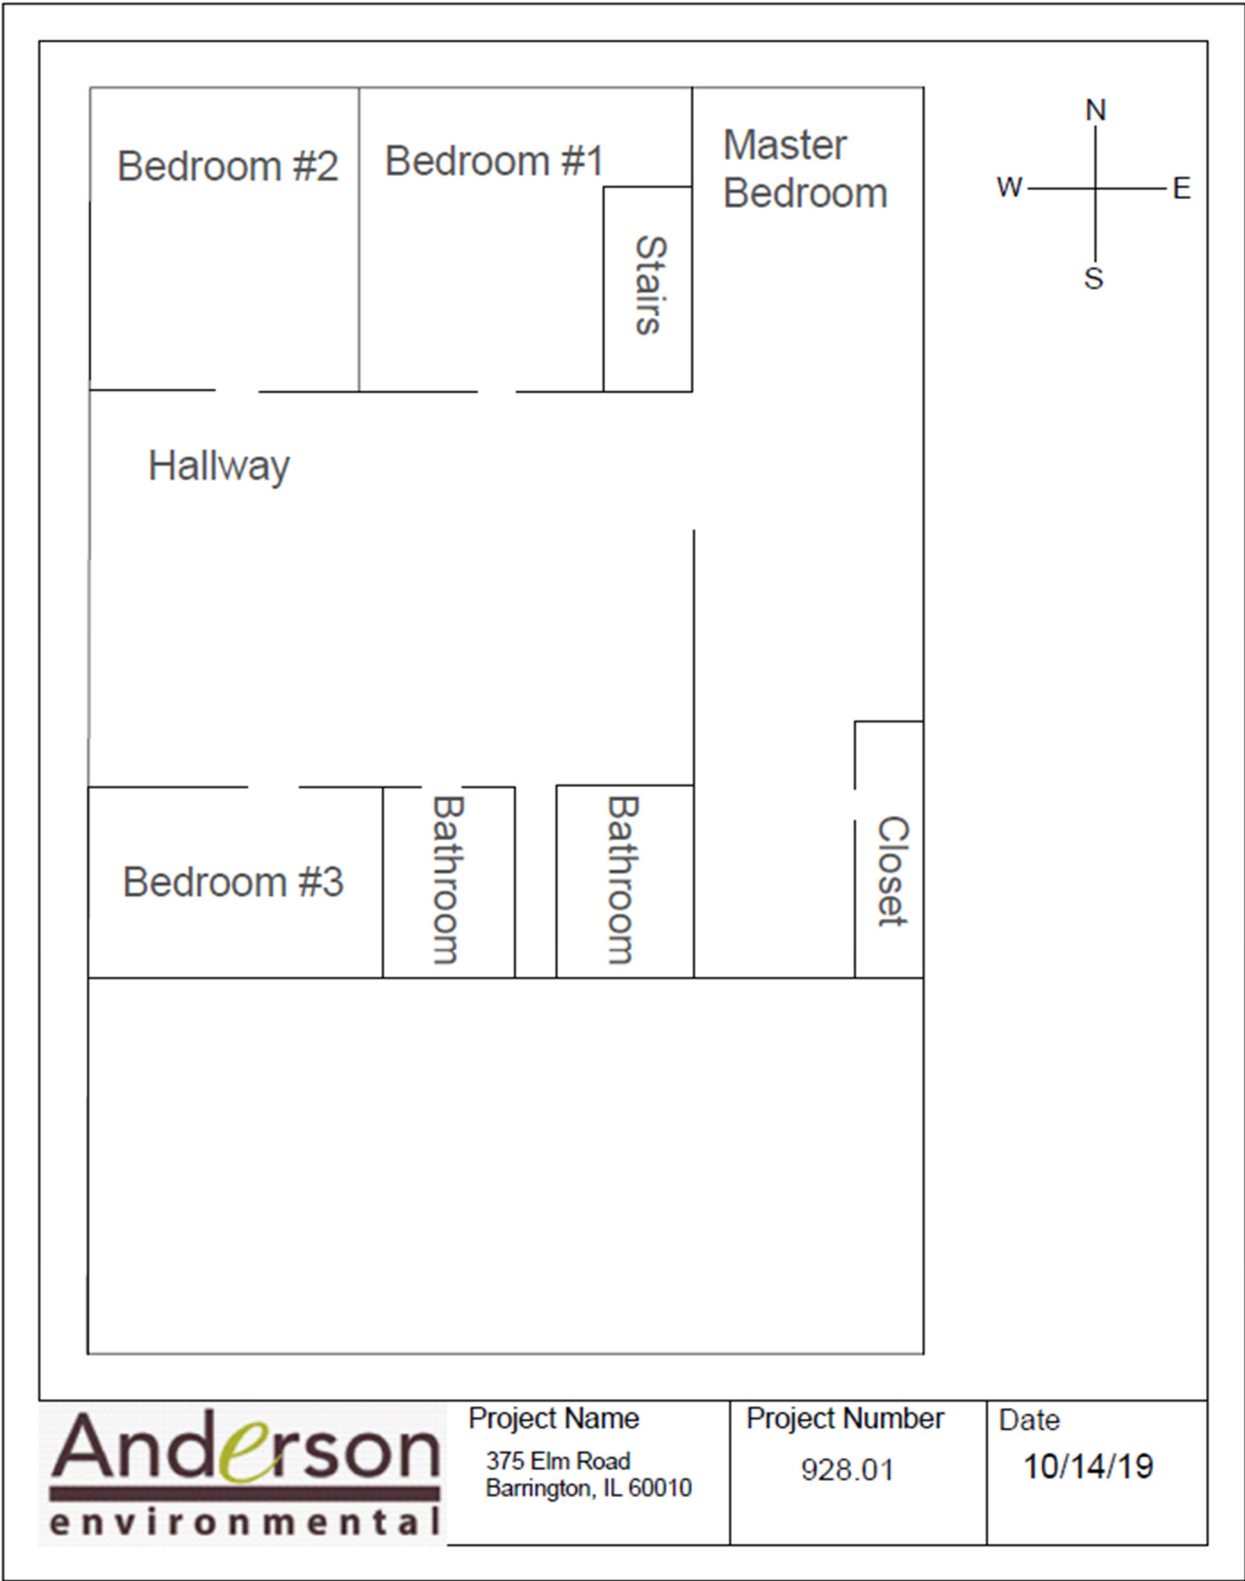 Bedroom #2
Bedroom #1
Master
Bedroom
Stairs
N
W
E
S
Hallway
Bedroom #3
Bathroom
Bathroom
Closet
Anderson
environmental
Project Name
375 Elm Road
Barrington, IL 60010
Project Number
928.01
Date
10/14/19